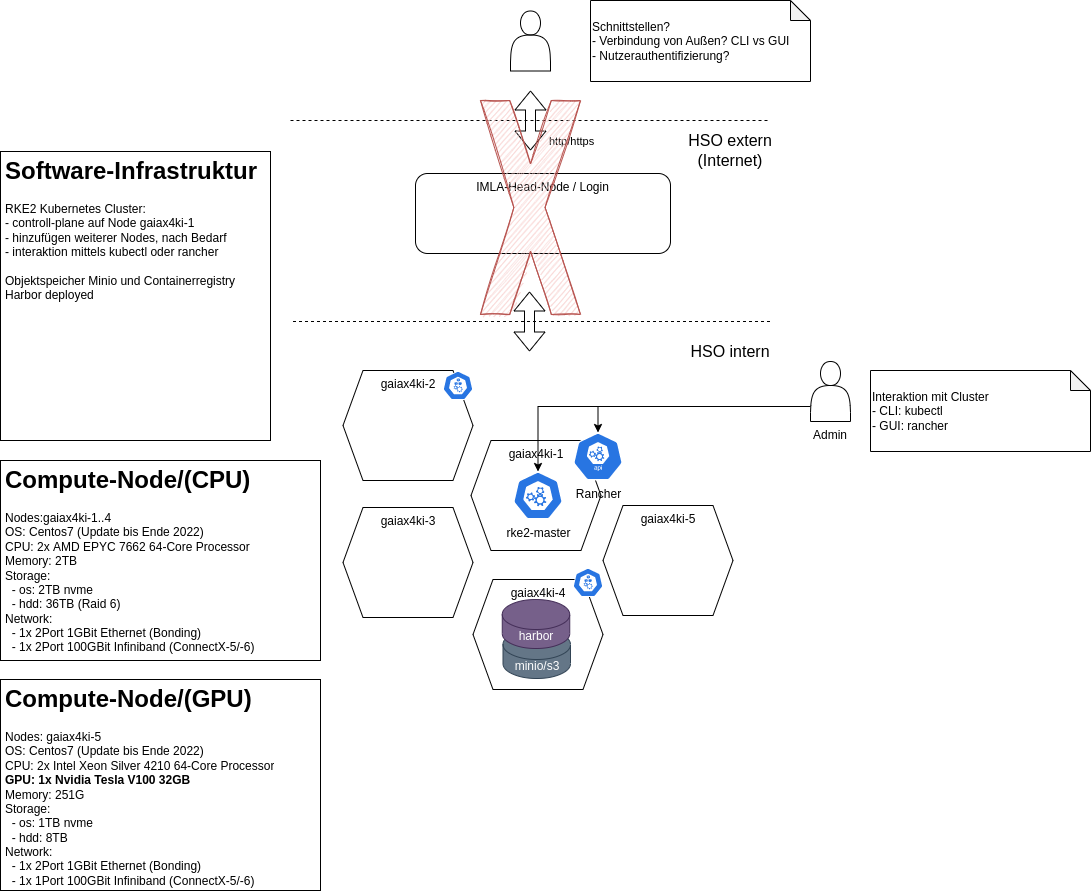 Schnittstellen?
- Verbindung von Außen? CLI vs GUI
- Nutzerauthentifizierung?
http/https
HSO extern
(Internet)
IMLA-Head-Node / Login
Software-Infrastruktur
RKE2 Kubernetes Cluster:
- controll-plane auf Node gaiax4ki-1
- hinzufügen weiterer Nodes, nach Bedarf
- interaktion mittels kubectl oder rancher
Objektspeicher Minio und Containerregistry
Harbor deployed
HSO intern
Admin
Interaktion mit Cluster
- CLI: kubectl
- GUI: rancher
gaiax4ki-2
gaiax4ki-1
api
Rancher
rke2-master
gaiax4ki-3
gaiax4ki-5
gaiax4ki-4
harbor
minio/s3
Compute-Node/(CPU)
Nodes:gaiax4ki-1..4
OS: Centos7 (Update bis Ende 2022)
CPU: 2x AMD EPYC 7662 64-Core Processor
Memory: 2TB
Storage:
- os: 2TB nvme
- hdd: 36TB (Raid 6)
Network:
- 1x 2Port 1GBit Ethernet (Bonding)
- 1x 2Port 100GBit Infiniband (ConnectX-5/-6)
Compute-Node/(GPU)
Nodes: gaiax4ki-5
OS: Centos7 (Update bis Ende 2022)
CPU: 2x Intel Xeon Silver 4210 64-Core Processor
GPU: 1x Nvidia Tesla V100 32GB
Memory: 251G
Storage:
- os: 1TB nvme
- hdd: 8TB
Network:
- 1x 2Port 1GBit Ethernet (Bonding)
- 1x 1Port 100GBit Infiniband (ConnectX-5/-6)